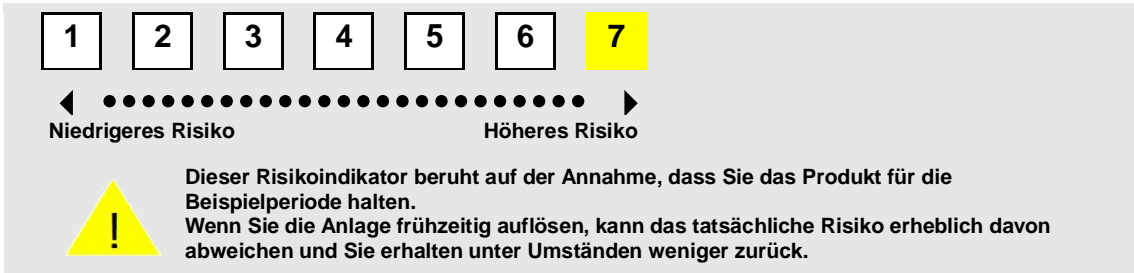 1 2 3 4 5 6 7
Niedrigeres Risiko Höheres Risiko
Dieser Risikoindikator beruht auf der Annahme, dass Sie das Produkt für die
Beispielperiode halten.
Wenn Sie die Anlage frühzeitig auflösen, kann das tatsächliche Risiko erheblich davon
abweichen und Sie erhalten unter Umständen weniger zurück.
!